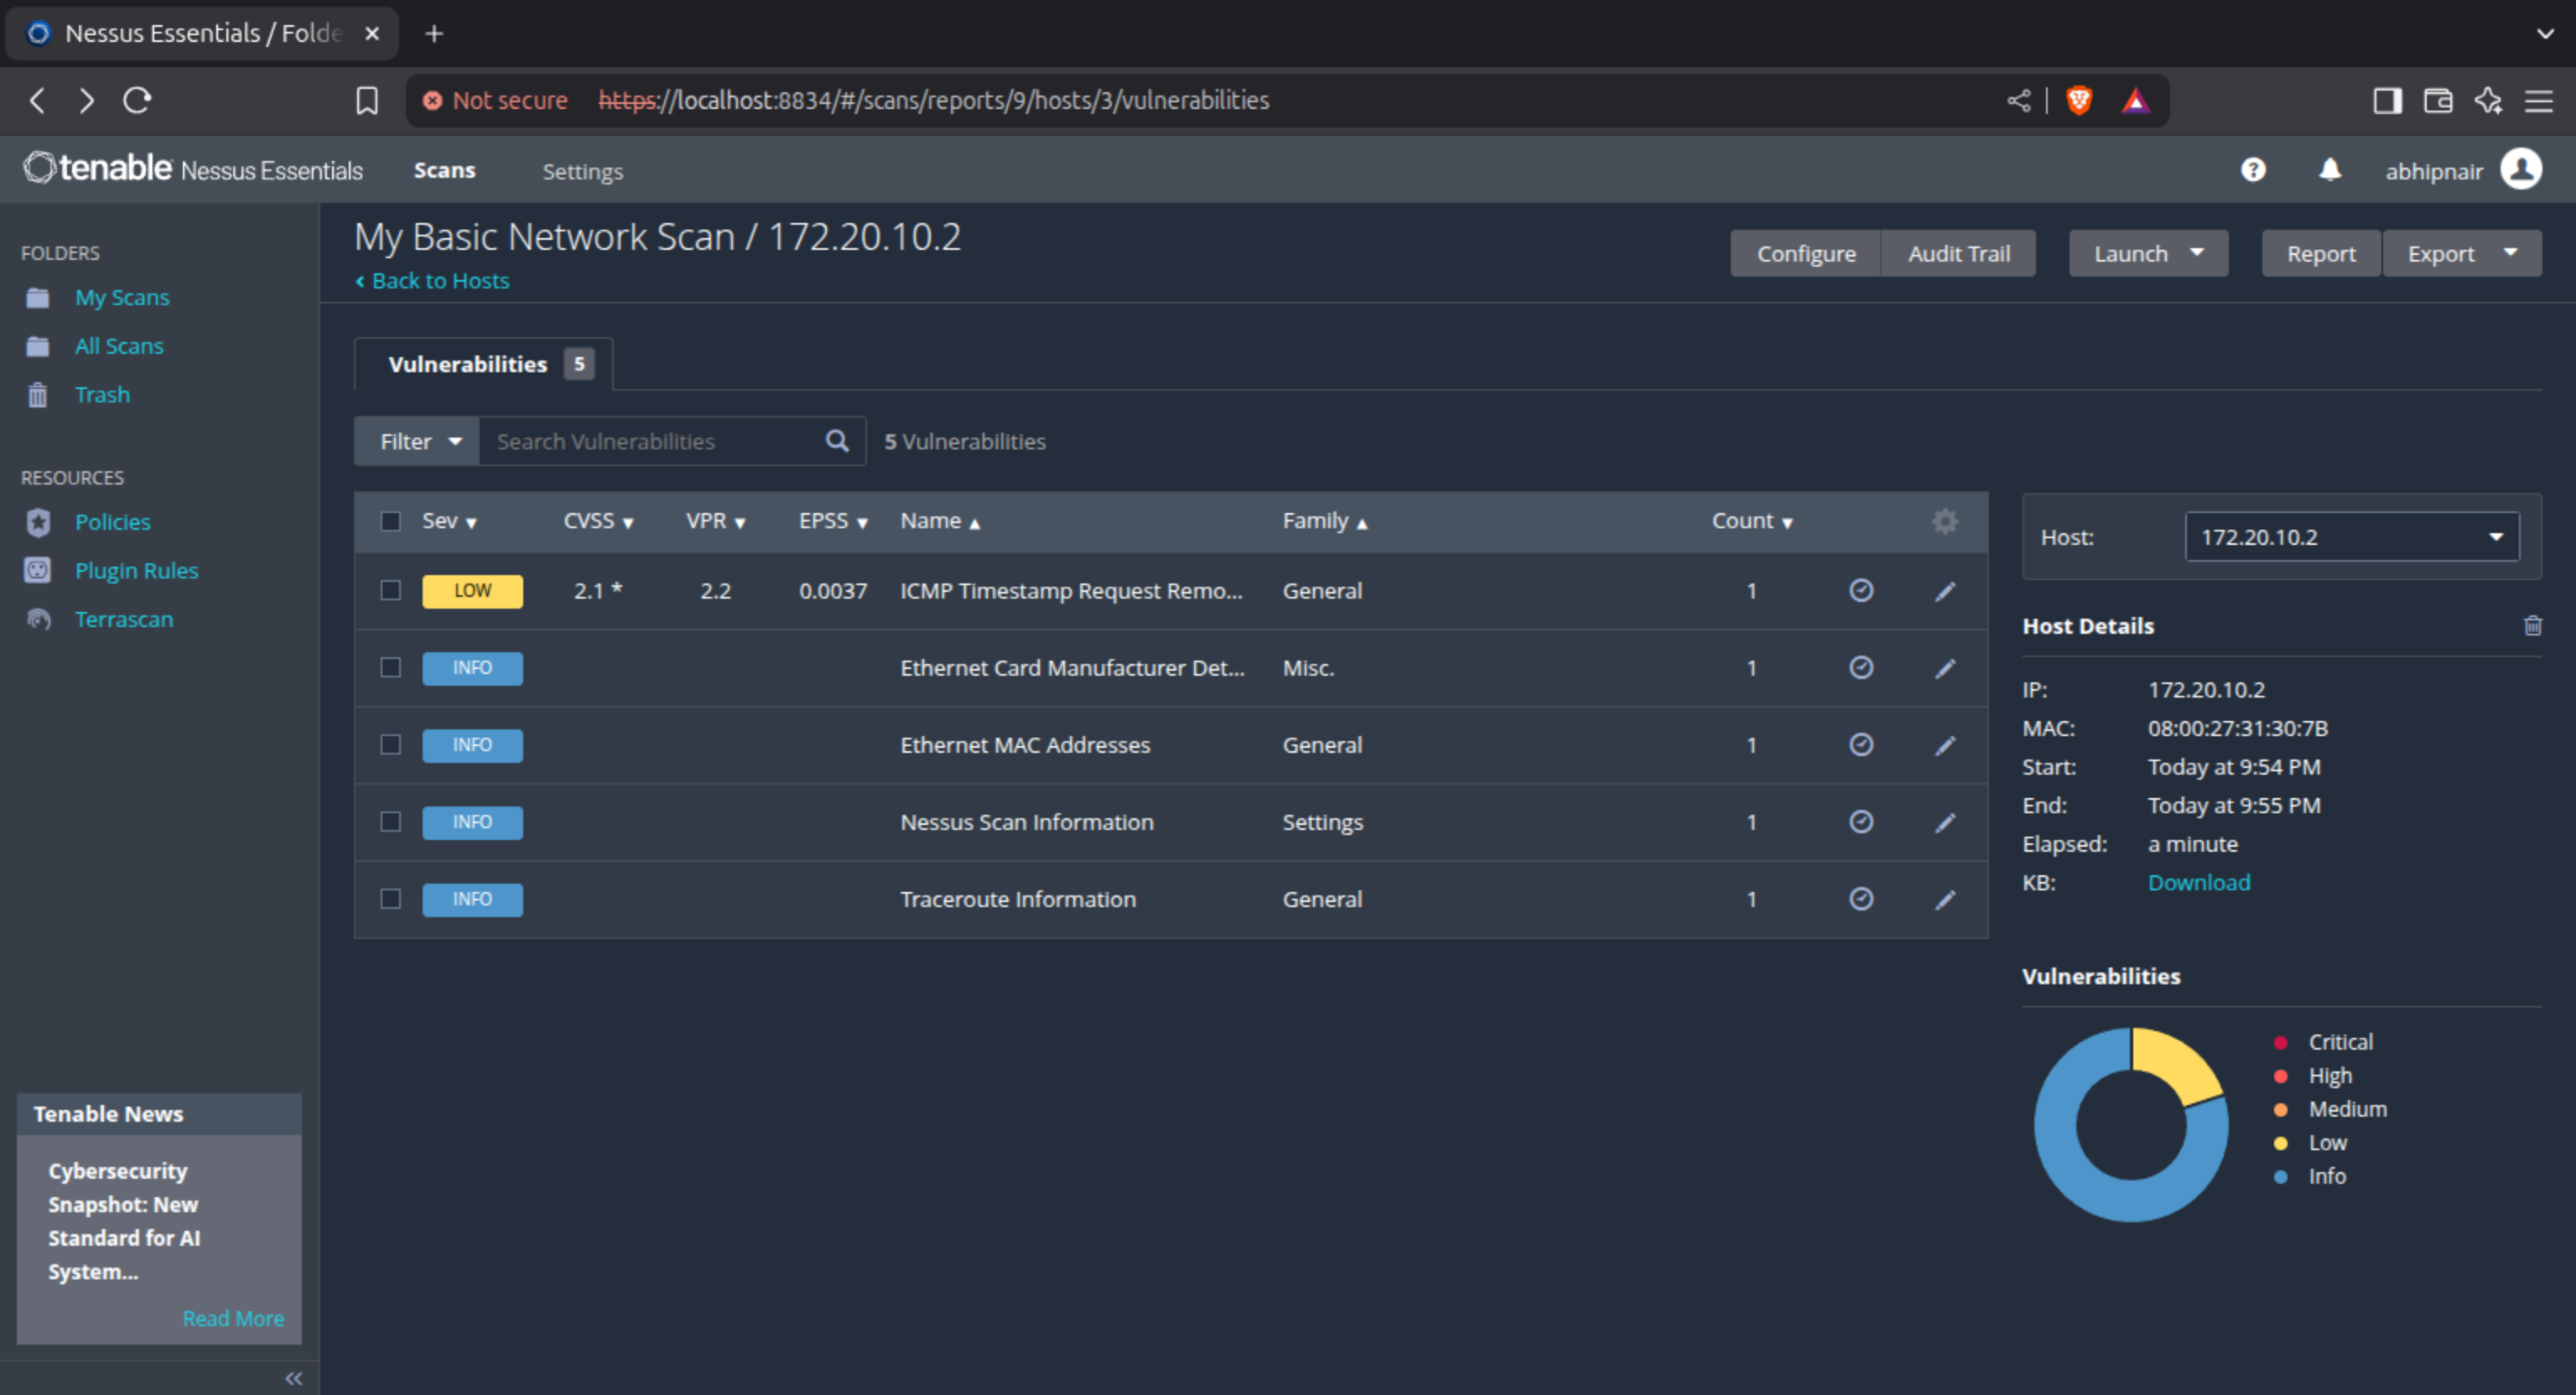 Nessus Essentials / Folde
Not secure https://localhost:8834/#/scans/reports/9/hosts/3/vulnerabilities
tenable Nessus Essentials Scans Settings abhipnair
FOLDERS
My Scans
All Scans
Trash
RESOURCES
Policies
Plugin Rules
Terrascan
Tenable News
Cybersecurity
Snapshot: New
Standard for AI
System...
Read More
My Basic Network Scan / 172.20.10.2
Back to Hosts
Configure Audit Trail Launch Report Export
Vulnerabilities 5
Filter Search Vulnerabilities 5 Vulnerabilities
Sev CVSS VPR EPSS Name Family Count
LOW 2.1 * 2.2 0.0037 ICMP Timestamp Request Remo... General 1
INFO Ethernet Card Manufacturer Det... Misc. 1
INFO Ethernet MAC Addresses General 1
INFO Nessus Scan Information Settings 1
INFO Traceroute Information General 1
Host: 172.20.10.2
Host Details
IP: 172.20.10.2
MAC: 08:00:27:31:30:7B
Start: Today at 9:54 PM
End: Today at 9:55 PM
Elapsed: a minute
KB: Download
Vulnerabilities
Critical
High
Medium
Low
Info